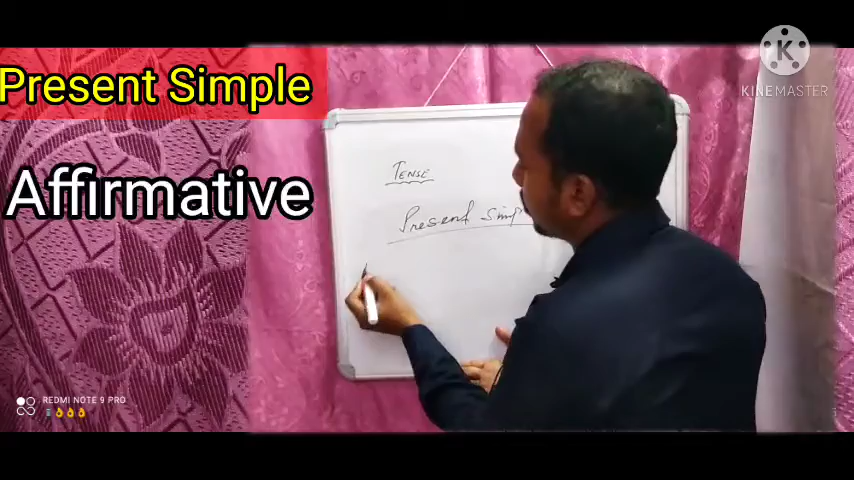 Present Simple
Affirmative
KINEMASTER
TENSE
Present simp
REDMI NOTE 9 PRO